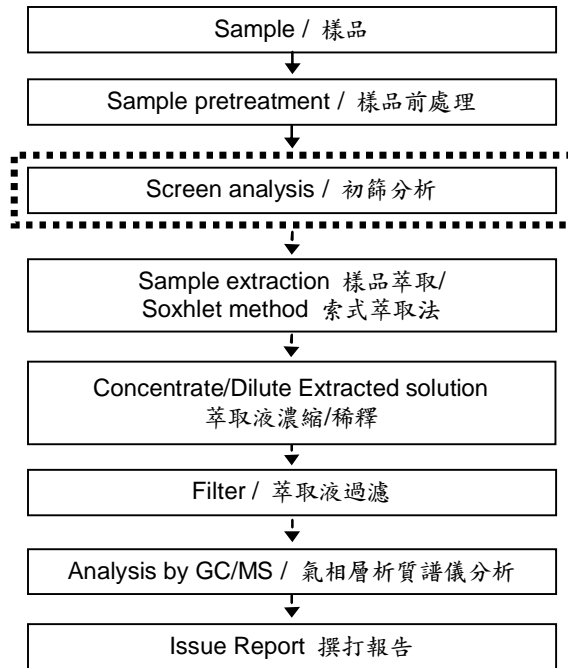 Sample / 樣品
Sample pretreatment / 樣品前處理
Screen analysis / 初篩分析
Sample extraction 樣品萃取/
Soxhlet method 索式萃取法
Concentrate/Dilute Extracted solution
萃取液濃縮/稀釋
Filter / 萃取液過濾
Analysis by GC/MS / 氣相層析質譜儀分析
Issue Report 撰打報告